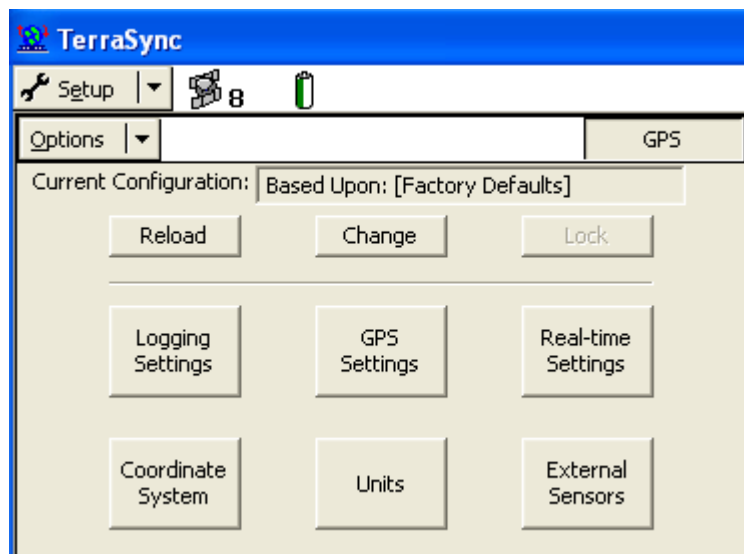 TerraSync
Setup
8
Options
GPS
Current Configuration: Based Upon: [Factory Defaults]
Reload
Change
Lock
Logging
Settings
GPS
Settings
Real-time
Settings
Coordinate
System
Units
External
Sensors